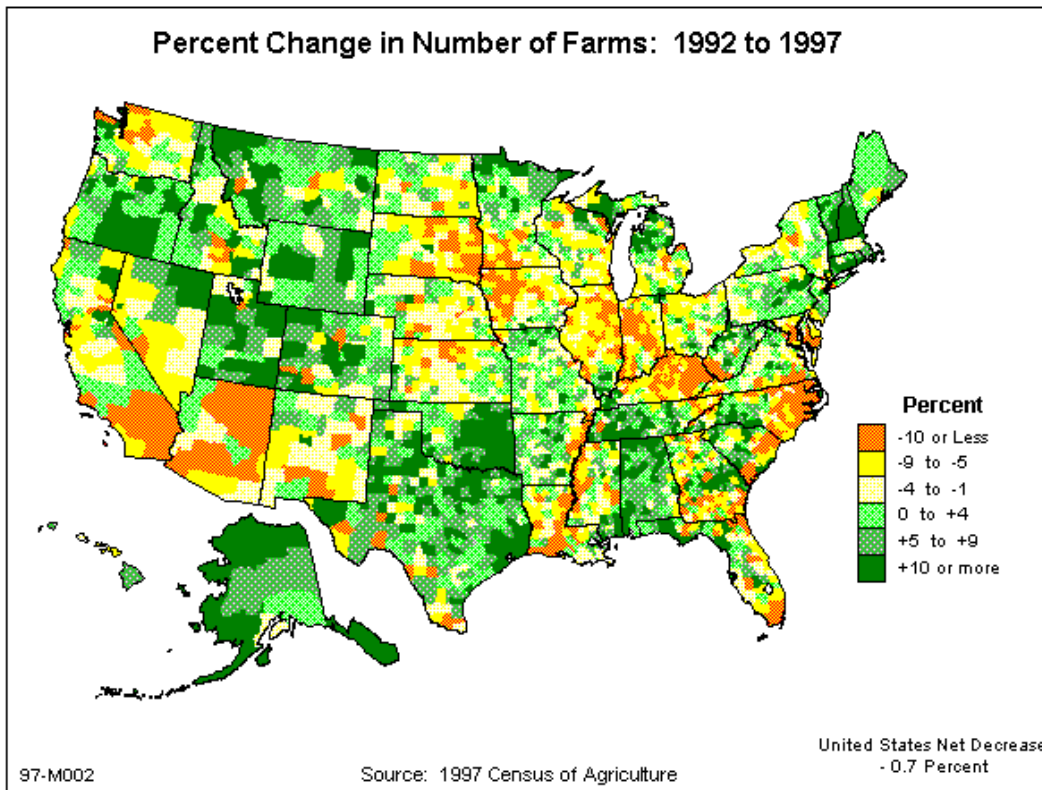 Percent Change in Number of Farms: 1992 to 1997
Percent
-10 or Less
-9 to -5
-4 to -1
0 to +4
+5 to +9
+10 or more
United States Net Decrease
- 0.7 Percent
97-M002
Source: 1997 Census of Agriculture